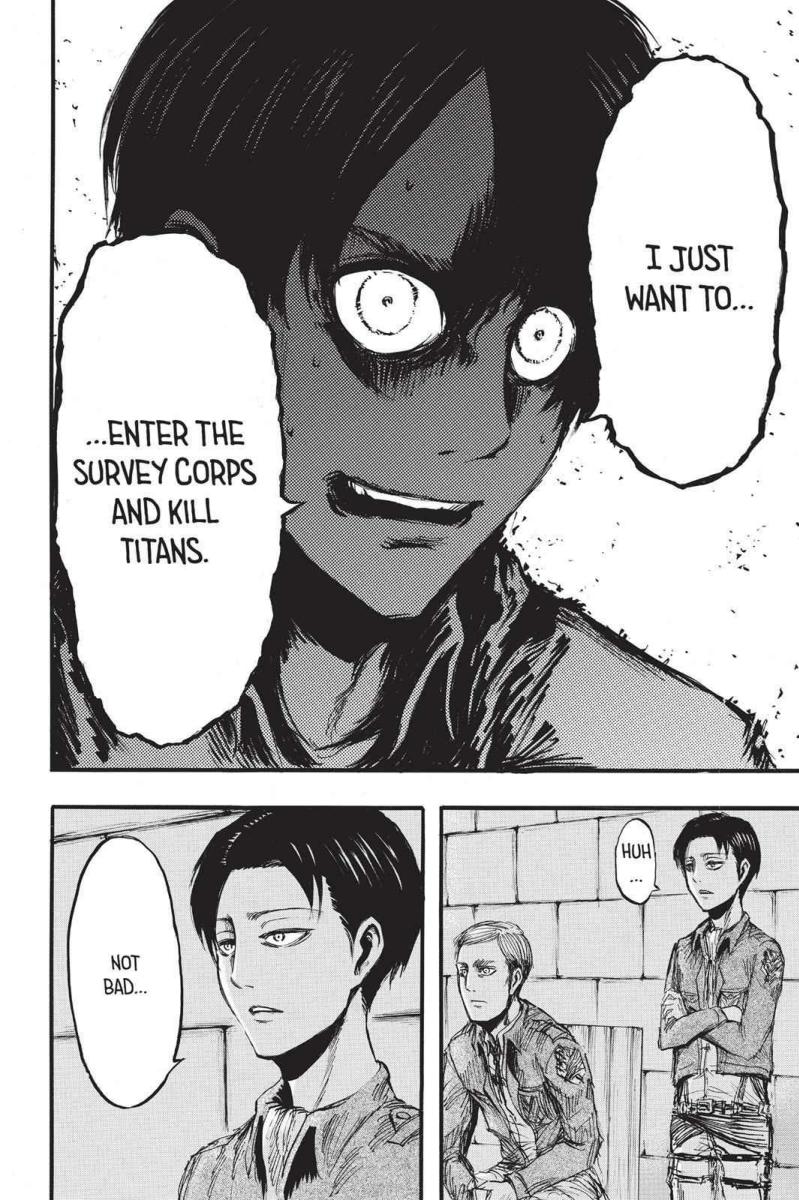 I JUST
WANT TO...
...ENTER THE
SURVEY CORPS
AND KILL
TITANS.
HUH
...
NOT
BAD...